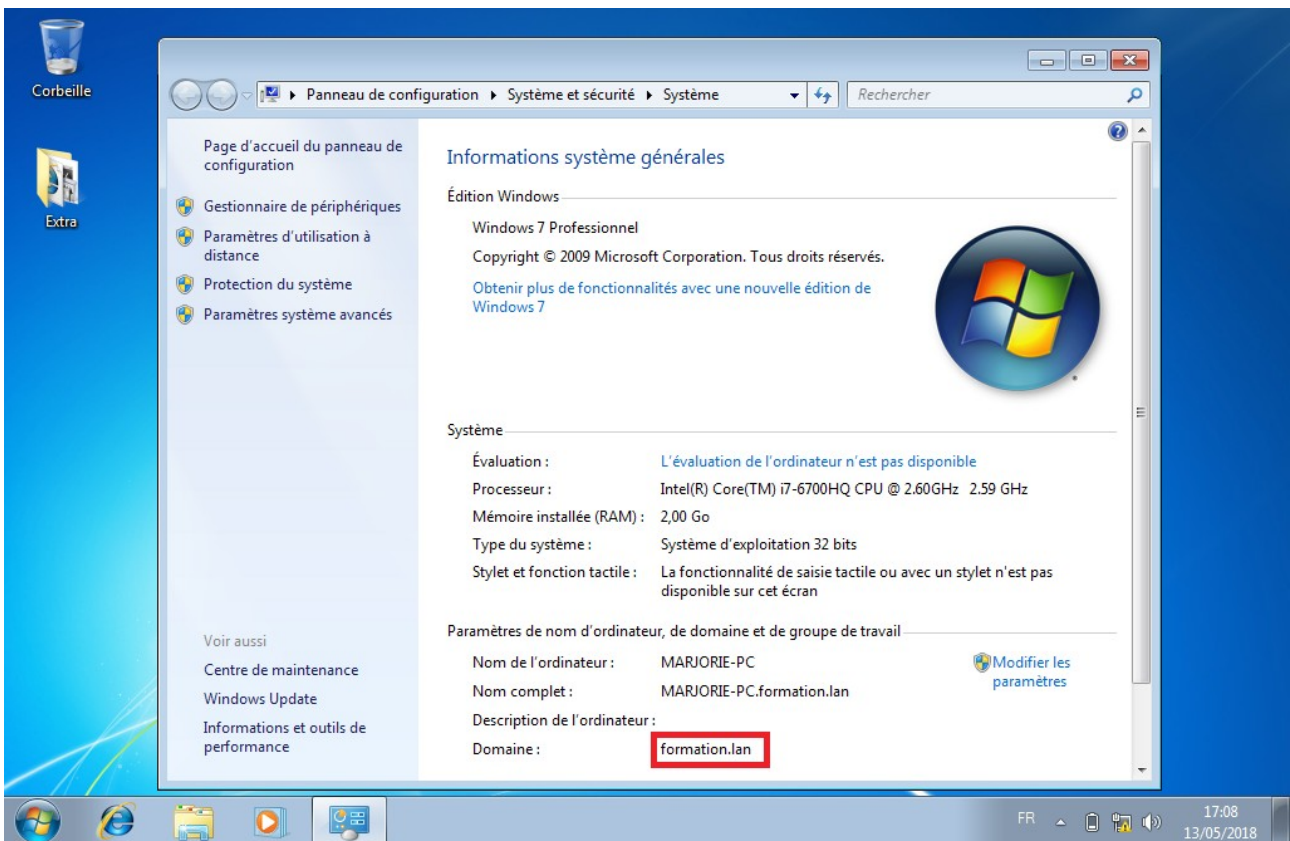 Corbeille
Extra
Panneau de configuration ▸ Système et sécurité ▸ Système
Rechercher
Page d'accueil du panneau de
configuration
Gestionnaire de périphériques
Paramètres d'utilisation à
distance
Protection du système
Paramètres système avancés
Voir aussi
Centre de maintenance
Windows Update
Informations et outils de
performance
Informations système générales
Édition Windows
Windows 7 Professionnel
Copyright © 2009 Microsoft Corporation. Tous droits réservés.
Obtenir plus de fonctionnalités avec une nouvelle édition de
Windows 7
Système
Évaluation : L'évaluation de l'ordinateur n'est pas disponible
Processeur : Intel(R) Core(TM) i7-6700HQ CPU @ 2.60GHz 2.59 GHz
Mémoire installée (RAM) : 2,00 Go
Type du système : Système d'exploitation 32 bits
Stylet et fonction tactile : La fonctionnalité de saisie tactile ou avec un stylet n'est pas
disponible sur cet écran
Paramètres de nom d'ordinateur, de domaine et de groupe de travail
Nom de l'ordinateur : MARJORIE-PC
Modifier les
paramètres
Nom complet : MARJORIE-PC.formation.lan
Description de l'ordinateur :
Domaine : formation.lan
FR
17:08
13/05/2018